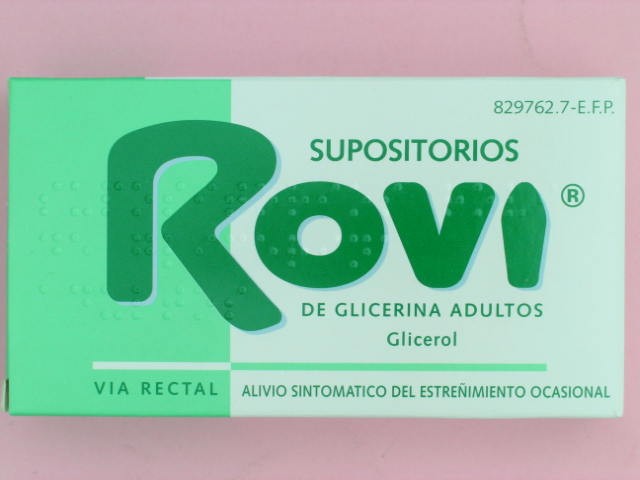 829762.7-E.F.P.
SUPOSITORIOS
ROVI®
DE GLICERINA ADULTOS
Glicerol
VIA RECTAL ALIVIO SINTOMATICO DEL ESTREÑIMIENTO OCASIONAL